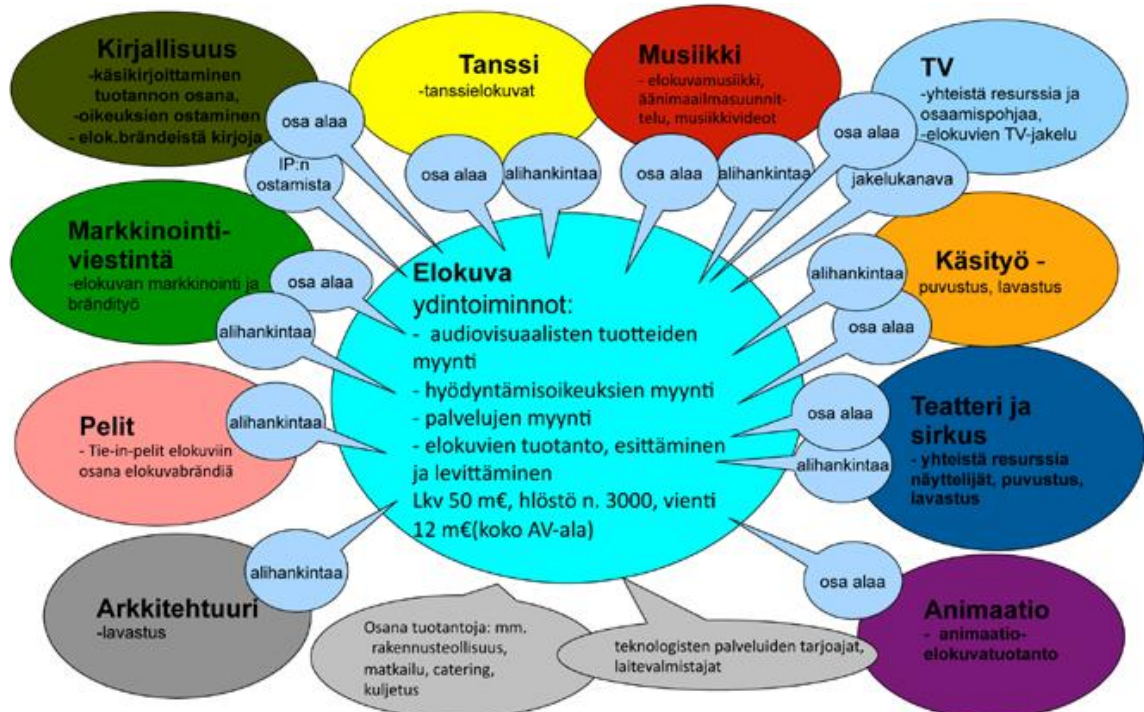 Kirjallisuus
-käsikirjoittaminen
tuotannon osana,
-oikeuksien ostaminen
- elok.brändeistä kirjoja
osa alaa
IP:n
ostamista
Tanssi
-tanssielokuvat
osa alaa
alihankintaa
Musiikki
- elokuvamusiikki,
äänimaailmasuunnit-
telu, musiikkivideot
osa alaa
alihankintaa
TV
-yhteistä resurssia ja
osaamispohjaa,
-elokuvien TV-jakelu
osa alaa
jakelukanava
Markkinointi-
viestintä
-elokuvan markkinointi ja
brändityö
osa alaa
alihankintaa
Elokuva
ydintoiminnot:
- audiovisuaalisten tuotteiden
myynti
- hyödyntämisoikeuksien myynti
- palvelujen myynti
- elokuvien tuotanto, esittäminen
ja levittäminen
Lkv 50 m€, hlöstö n. 3000, vienti
12 m€(koko AV-ala)
Käsityö -
puvustus, lavastus
alihankintaa
osa alaa
Pelit
- Tie-in-pelit elokuviin
osana elokuvabrändiä
alihankintaa
Teatteri ja
sirkus
- yhteistä resurssia
näyttelijät, puvustus,
lavastus
osa alaa
alihankintaa
Arkkitehtuuri
-lavastus
alihankintaa
Osana tuotantoja: mm.
rakennusteollisuus,
matkailu, catering,
kuljetus
teknologisten palveluiden tarjoajat,
laitevalmistajat
osa alaa
Animaatio
- animaatio-
elokuvatuotanto